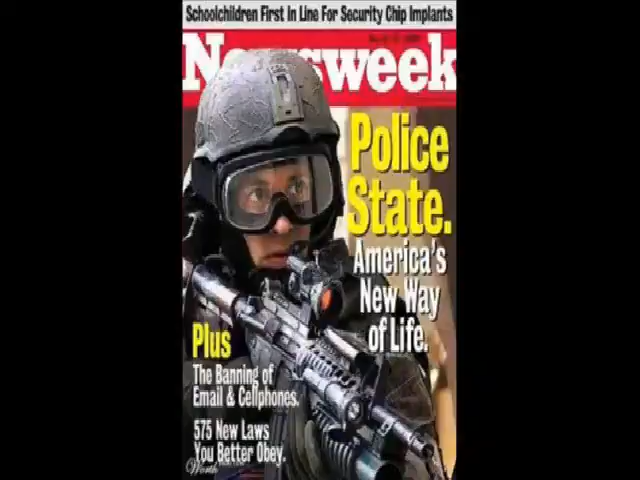 Schoolchildren First In Line For Security Chip Implants
Newsweek
Police
State.
America's
New Way
of Life.
Plus
The Banning of
Email & Cellphones.
575 New Laws
You Better Obey.
Worth